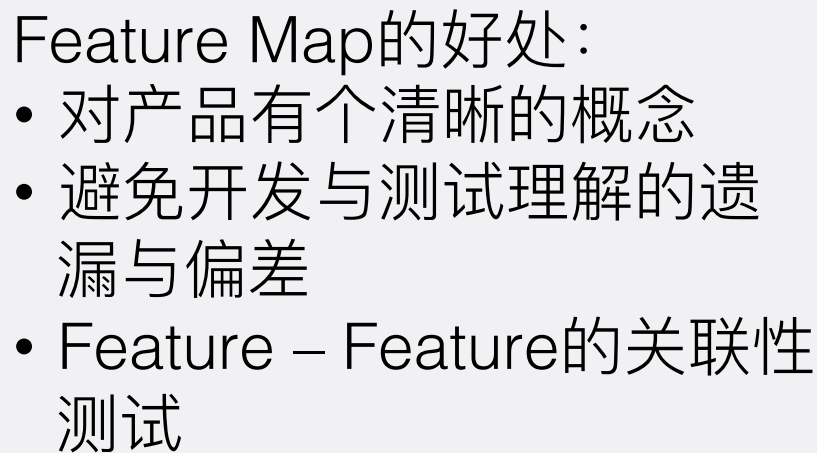 Feature Map的好处：
• 对产品有个清晰的概念
• 避免开发与测试理解的遗
漏与偏差
• Feature – Feature的关联性
测试